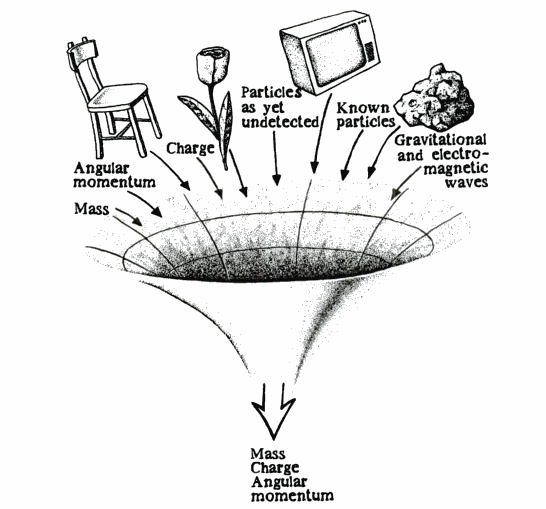 Particles
as yet
undetected
Known
particles
Charge
Gravitational
and electro-
magnetic
waves
Angular
momentum
Mass
Mass
Charge
Angular
momentum